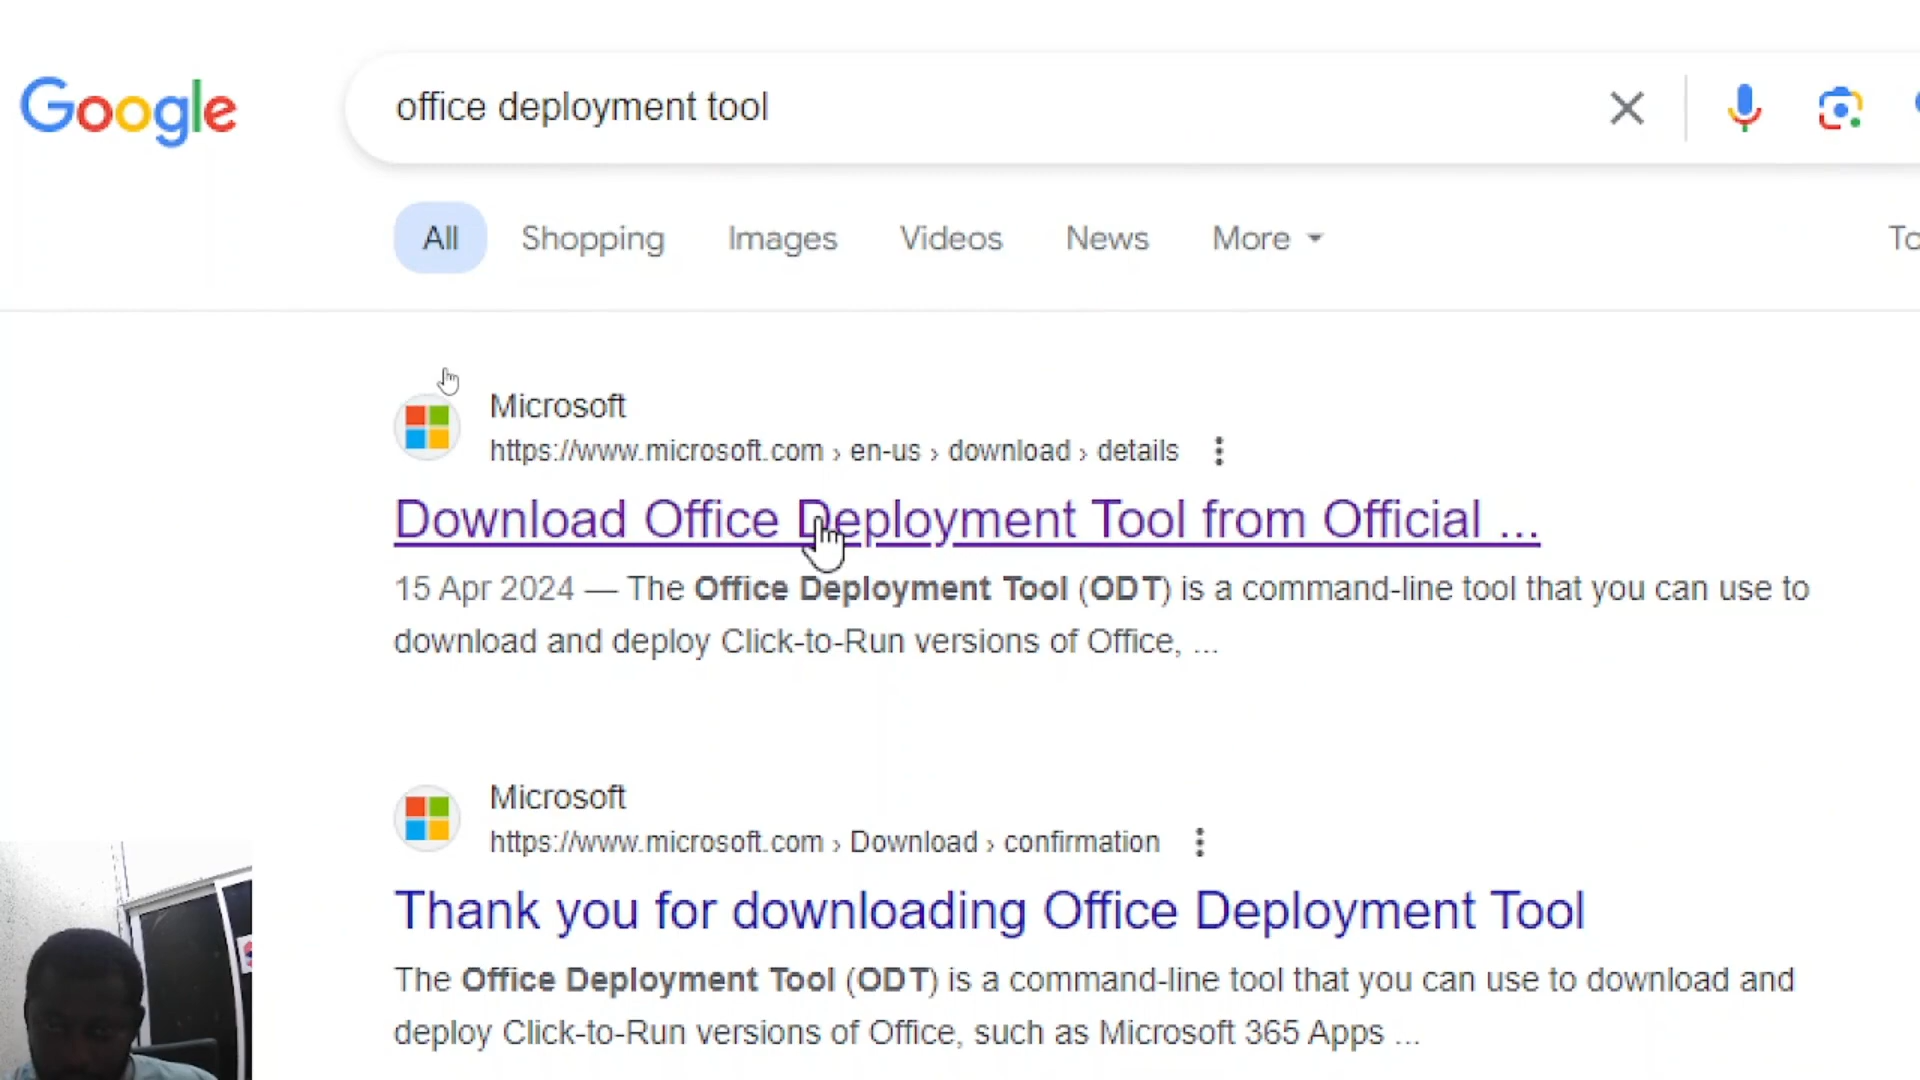 Google
office deployment tool
All Shopping Images Videos News More
Microsoft
https://www.microsoft.com › en-us › download › details
Download Office Deployment Tool from Official ...
15 Apr 2024 — The Office Deployment Tool (ODT) is a command-line tool that you can use to
download and deploy Click-to-Run versions of Office, ...
Microsoft
https://www.microsoft.com › Download › confirmation
Thank you for downloading Office Deployment Tool
The Office Deployment Tool (ODT) is a command-line tool that you can use to download and
deploy Click-to-Run versions of Office, such as Microsoft 365 Apps ...